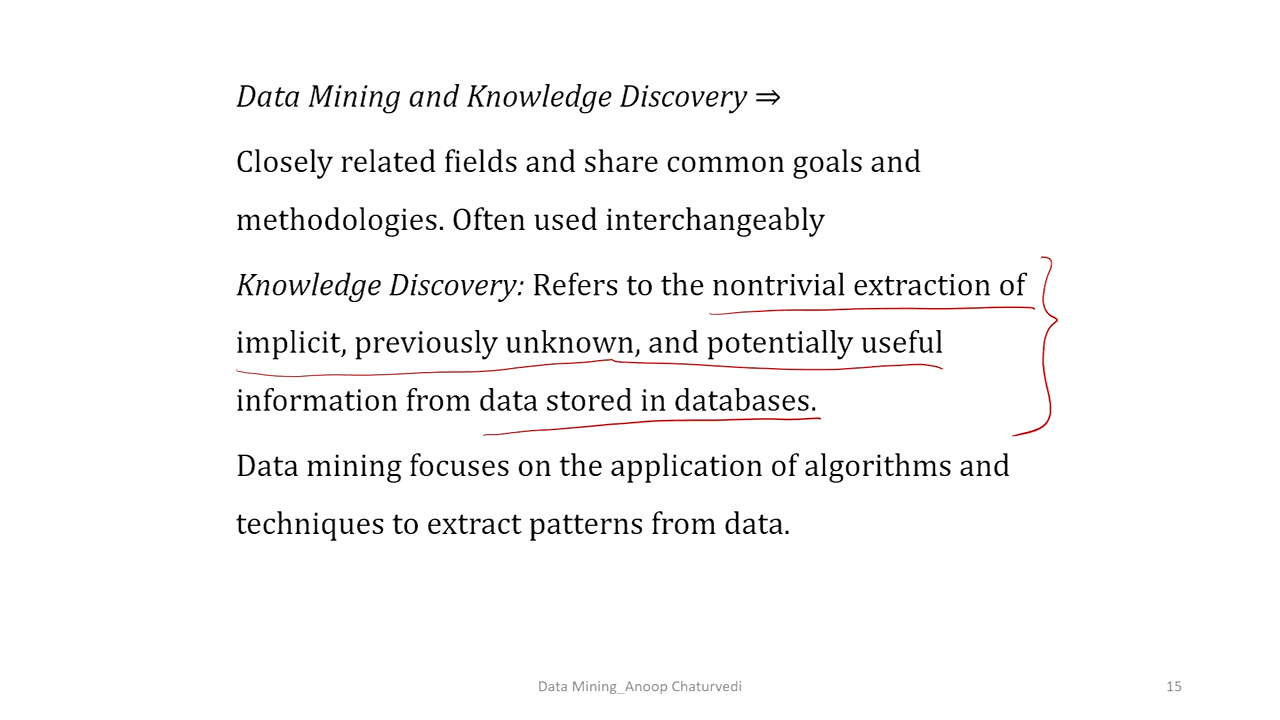 Data Mining and Knowledge Discovery ⇒
Closely related fields and share common goals and
methodologies. Often used interchangeably
Knowledge Discovery: Refers to the nontrivial extraction of
implicit, previously unknown, and potentially useful
information from data stored in databases.
Data mining focuses on the application of algorithms and
techniques to extract patterns from data.
Data Mining_Anoop Chaturvedi
15